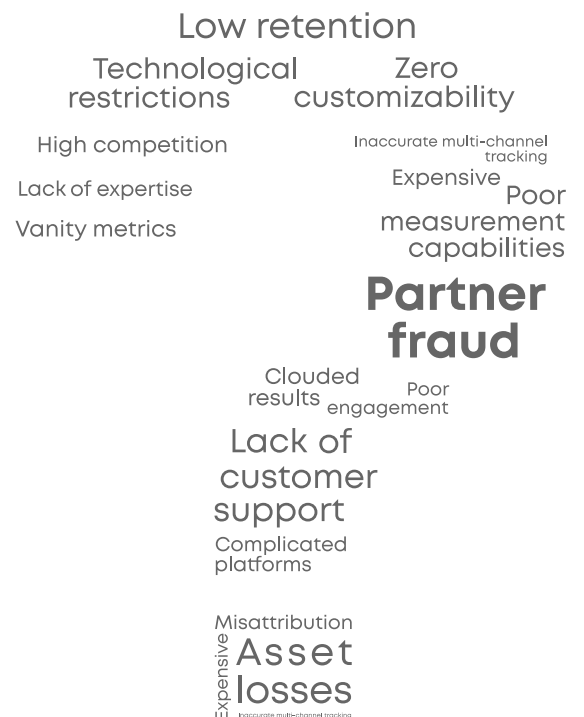 Low retention
Technological
restrictions
Zero
customizability
High competition
Inaccurate multi-channel
tracking
Lack of expertise
Expensive
Poor
measurement
capabilities
Vanity metrics
Partner
fraud
Clouded
results
Poor
engagement
Lack of
customer
support
Complicated
platforms
Misattribution
Expensive
Asset
losses
Inaccurate multi-channel tracking